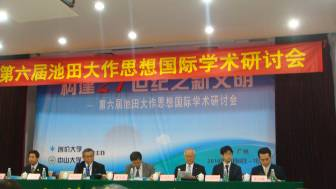 第六届池田大作思想国际学术研讨会
构建21世纪之新文明
第六届池田大作思想国际学术研讨会
中山大学
广州